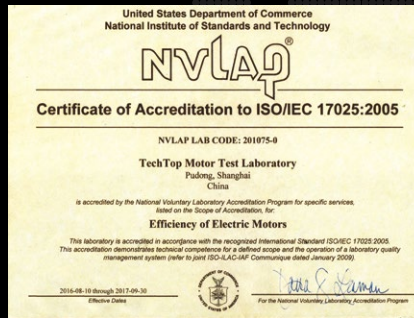 United States Department of Commerce
National Institute of Standards and Technology
NVLAP®
Certificate of Accreditation to ISO/IEC 17025:2005
NVLAP LAB CODE: 201075-0
TechTop Motor Test Laboratory
Pudong, Shanghai
China
is accredited by the National Voluntary Laboratory Accreditation Program for specific services,
listed on the Scope of Accreditation, for:
Efficiency of Electric Motors
This laboratory is accredited in accordance with the recognized International Standard ISO/IEC 17025:2005.
This accreditation demonstrates technical competence for a defined scope and the operation of a laboratory quality
management system (refer to joint ISO-ILAC-IAF Communique dated January 2009).
2016-08-10 through 2017-09-30
Effective Dates
For the National Voluntary Laboratory Accreditation Program